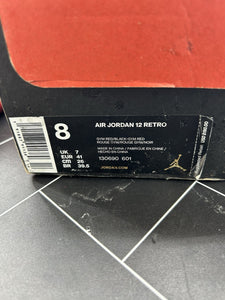 8
AIR JORDAN 12 RETRO
GYM RED/BLACK-GYM RED
ROUGE GYM/ROUGE GYM/NOIR
UK 7
EUR 41
CM 26
BR 39.5
MADE IN CHINA / FABRIQUÉ EN CHINE /
HECHO EN CHINA
130690 601
JORDAN.COM